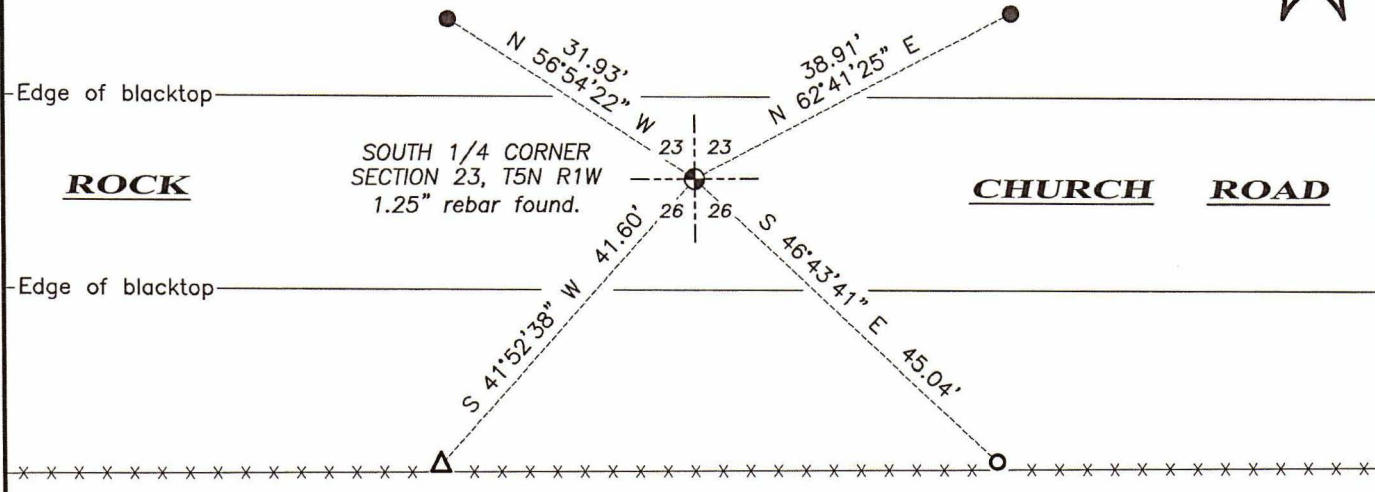 31.93'
N 56°54'22" W
38.91'
N 62°41'25" E
Edge of blacktop
SOUTH 1/4 CORNER
SECTION 23, T5N R1W
1.25" rebar found.
23 23
26 26
ROCK CHURCH ROAD
Edge of blacktop
S 41°52'38" W 41.60'
S 46°43'41" E 45.04'
X X X X X X X X X X X X X X X X X X X X X X X X X X X X X X X X X X X X X X X X X